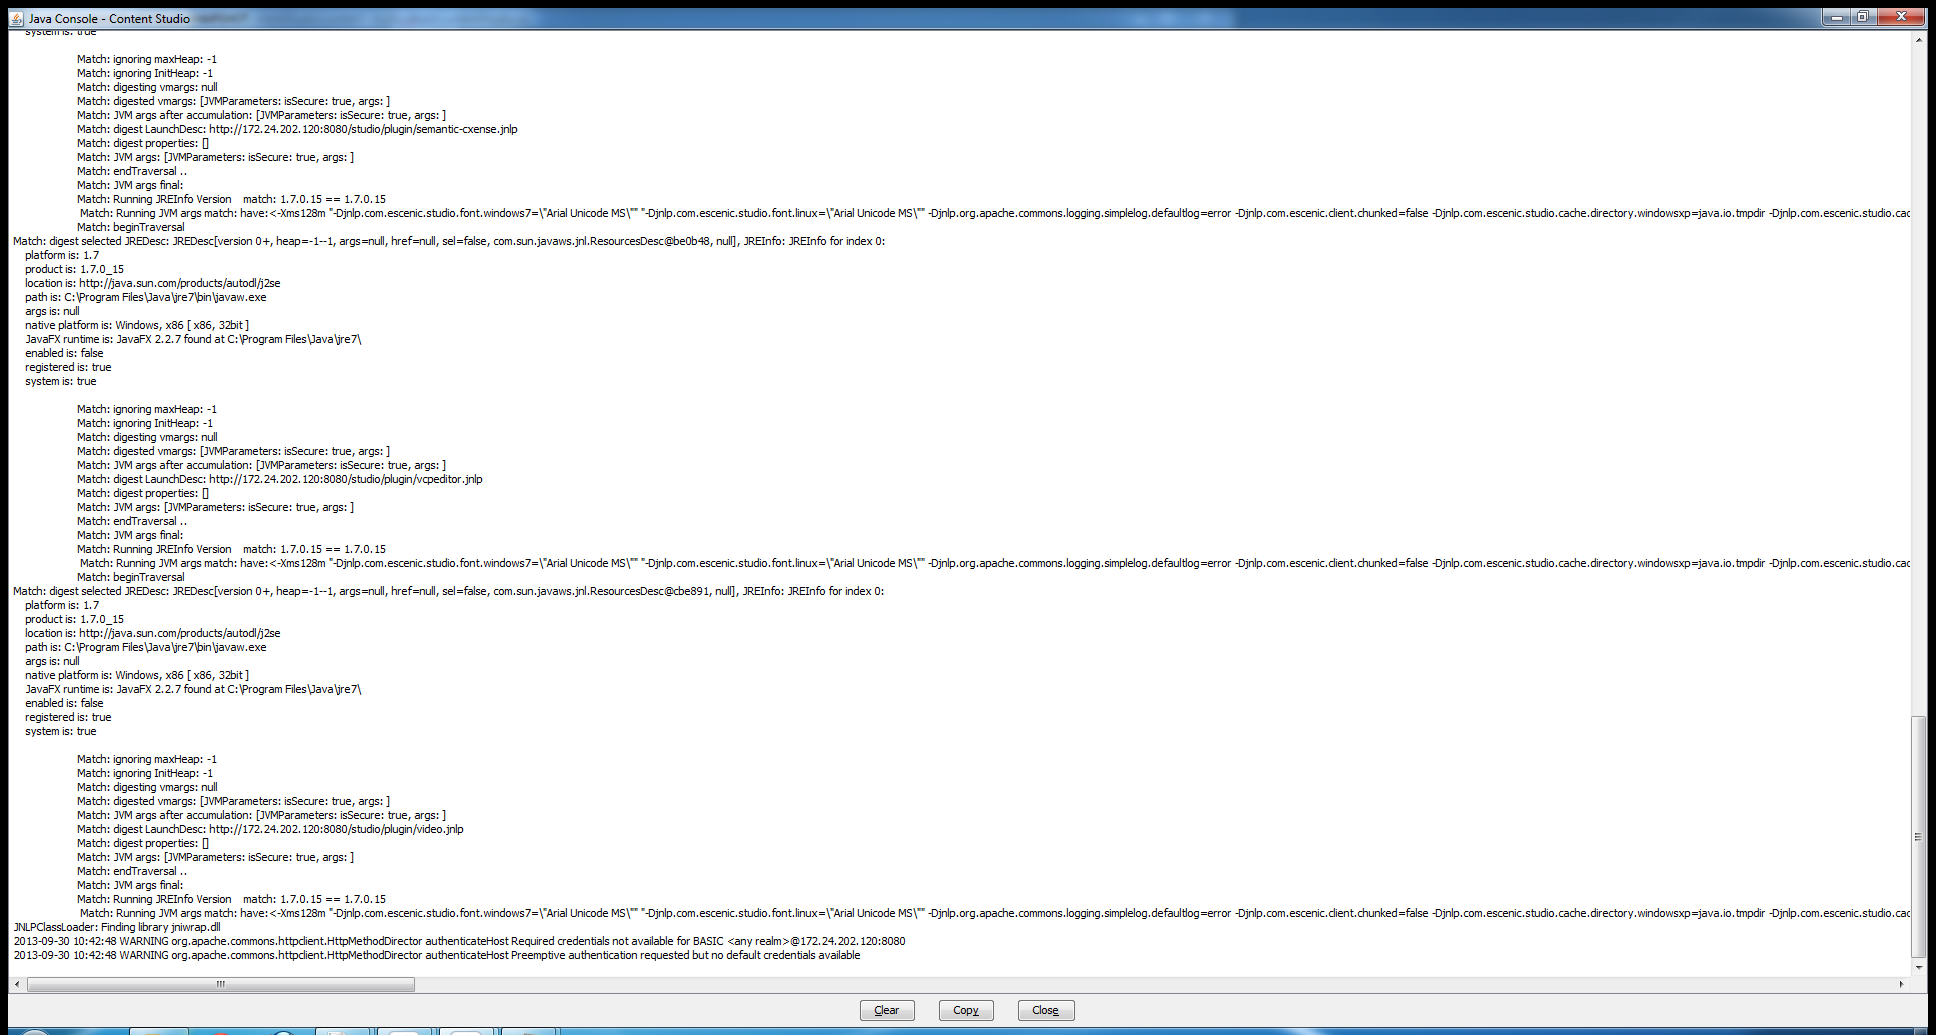 Java Console - Content Studio
system is: true
Match: ignoring maxHeap: -1
Match: ignoring InitHeap: -1
Match: digesting vmargs: null
Match: digested vmargs: [JVMParameters: isSecure: true, args: ]
Match: JVM args after accumulation: [JVMParameters: isSecure: true, args: ]
Match: digest LaunchDesc: http://172.24.202.120:8080/studio/plugin/semantic-cxense.jnlp
Match: digest properties: []
Match: JVM args: [JVMParameters: isSecure: true, args: ]
Match: endTraversal ..
Match: JVM args final:
Match: Running JREInfo Version    match: 1.7.0.15 == 1.7.0.15
Match: Running JVM args match: have:<-Xms128m "-Djnlp.com.escenic.studio.font.windows7=\"Arial Unicode MS\"" "-Djnlp.com.escenic.studio.font.linux=\"Arial Unicode MS\"" -Djnlp.org.apache.commons.logging.simplelog.defaultlog=error -Djnlp.com.escenic.client.chunked=false -Djnlp.com.escenic.studio.cache.directory.windowsxp=java.io.tmpdir -Djnlp.com.escenic.studio.cac
Match: beginTraversal
Match: digest selected JREDesc: JREDesc[version 0+, heap=-1--1, args=null, href=null, sel=false, com.sun.javaws.jnl.ResourcesDesc@be0b48, null], JREInfo: JREInfo for index 0:
platform is: 1.7
product is: 1.7.0_15
location is: http://java.sun.com/products/autodl/j2se
path is: C:\Program Files\Java\jre7\bin\javaw.exe
args is: null
native platform is: Windows, x86 [ x86, 32bit ]
JavaFX runtime is: JavaFX 2.2.7 found at C:\Program Files\Java\jre7\
enabled is: false
registered is: true
system is: true
Match: ignoring maxHeap: -1
Match: ignoring InitHeap: -1
Match: digesting vmargs: null
Match: digested vmargs: [JVMParameters: isSecure: true, args: ]
Match: JVM args after accumulation: [JVMParameters: isSecure: true, args: ]
Match: digest LaunchDesc: http://172.24.202.120:8080/studio/plugin/vcpeditor.jnlp
Match: digest properties: []
Match: JVM args: [JVMParameters: isSecure: true, args: ]
Match: endTraversal ..
Match: JVM args final:
Match: Running JREInfo Version    match: 1.7.0.15 == 1.7.0.15
Match: Running JVM args match: have:<-Xms128m "-Djnlp.com.escenic.studio.font.windows7=\"Arial Unicode MS\"" "-Djnlp.com.escenic.studio.font.linux=\"Arial Unicode MS\"" -Djnlp.org.apache.commons.logging.simplelog.defaultlog=error -Djnlp.com.escenic.client.chunked=false -Djnlp.com.escenic.studio.cache.directory.windowsxp=java.io.tmpdir -Djnlp.com.escenic.studio.cac
Match: beginTraversal
Match: digest selected JREDesc: JREDesc[version 0+, heap=-1--1, args=null, href=null, sel=false, com.sun.javaws.jnl.ResourcesDesc@cbe891, null], JREInfo: JREInfo for index 0:
platform is: 1.7
product is: 1.7.0_15
location is: http://java.sun.com/products/autodl/j2se
path is: C:\Program Files\Java\jre7\bin\javaw.exe
args is: null
native platform is: Windows, x86 [ x86, 32bit ]
JavaFX runtime is: JavaFX 2.2.7 found at C:\Program Files\Java\jre7\
enabled is: false
registered is: true
system is: true
Match: ignoring maxHeap: -1
Match: ignoring InitHeap: -1
Match: digesting vmargs: null
Match: digested vmargs: [JVMParameters: isSecure: true, args: ]
Match: JVM args after accumulation: [JVMParameters: isSecure: true, args: ]
Match: digest LaunchDesc: http://172.24.202.120:8080/studio/plugin/video.jnlp
Match: digest properties: []
Match: JVM args: [JVMParameters: isSecure: true, args: ]
Match: endTraversal ..
Match: JVM args final:
Match: Running JREInfo Version    match: 1.7.0.15 == 1.7.0.15
Match: Running JVM args match: have:<-Xms128m "-Djnlp.com.escenic.studio.font.windows7=\"Arial Unicode MS\"" "-Djnlp.com.escenic.studio.font.linux=\"Arial Unicode MS\"" -Djnlp.org.apache.commons.logging.simplelog.defaultlog=error -Djnlp.com.escenic.client.chunked=false -Djnlp.com.escenic.studio.cache.directory.windowsxp=java.io.tmpdir -Djnlp.com.escenic.studio.cac
JNLPClassLoader: Finding library jniwrap.dll
2013-09-30 10:42:48 WARNING org.apache.commons.httpclient.HttpMethodDirector authenticateHost Required credentials not available for BASIC <any realm>@172.24.202.120:8080
2013-09-30 10:42:48 WARNING org.apache.commons.httpclient.HttpMethodDirector authenticateHost Preemptive authentication requested but no default credentials available
Clear Copy Close